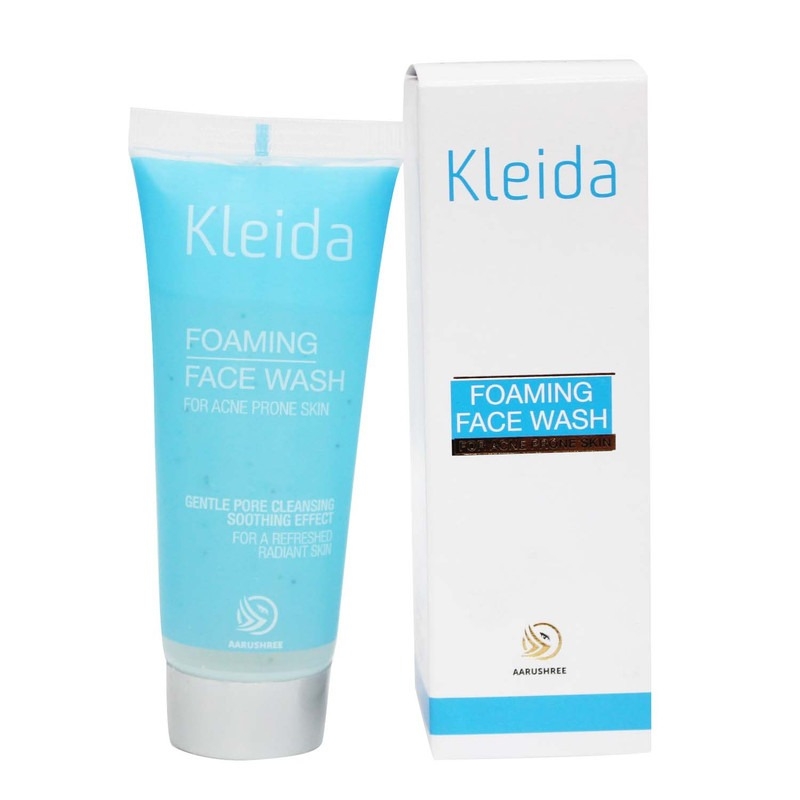 Kleida
FOAMING
FACE WASH
FOR ACNE PRONE SKIN
GENTLE PORE CLEANSING
SOOTHING EFFECT
FOR A REFRESHED
RADIANT SKIN
AARUSHREE
Kleida
FOAMING
FACE WASH
FOR ACNE PRONE SKIN
AARUSHREE